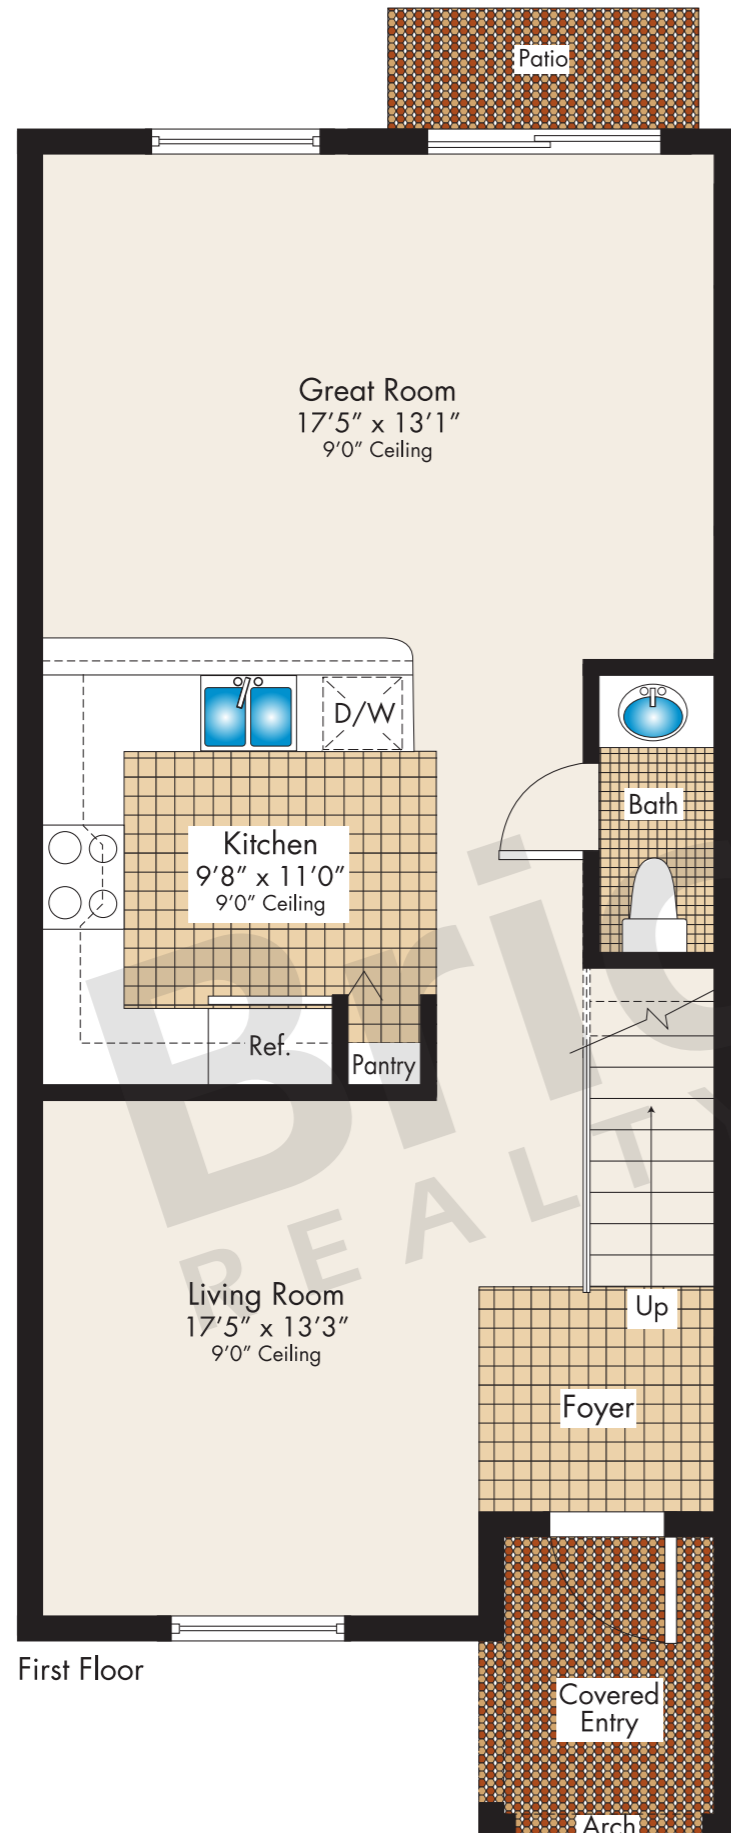 Patio
Great Room
17'5” x 13'1”
9'0” Ceiling
D/W
Bath
Kitchen
9'8” x 11'0”
9'0” Ceiling
Ref.
Pantry
REALTY
Living Room
17'5” x 13'3”
9'0” Ceiling
Up
Foyer
First Floor
Covered
Entry
Arch